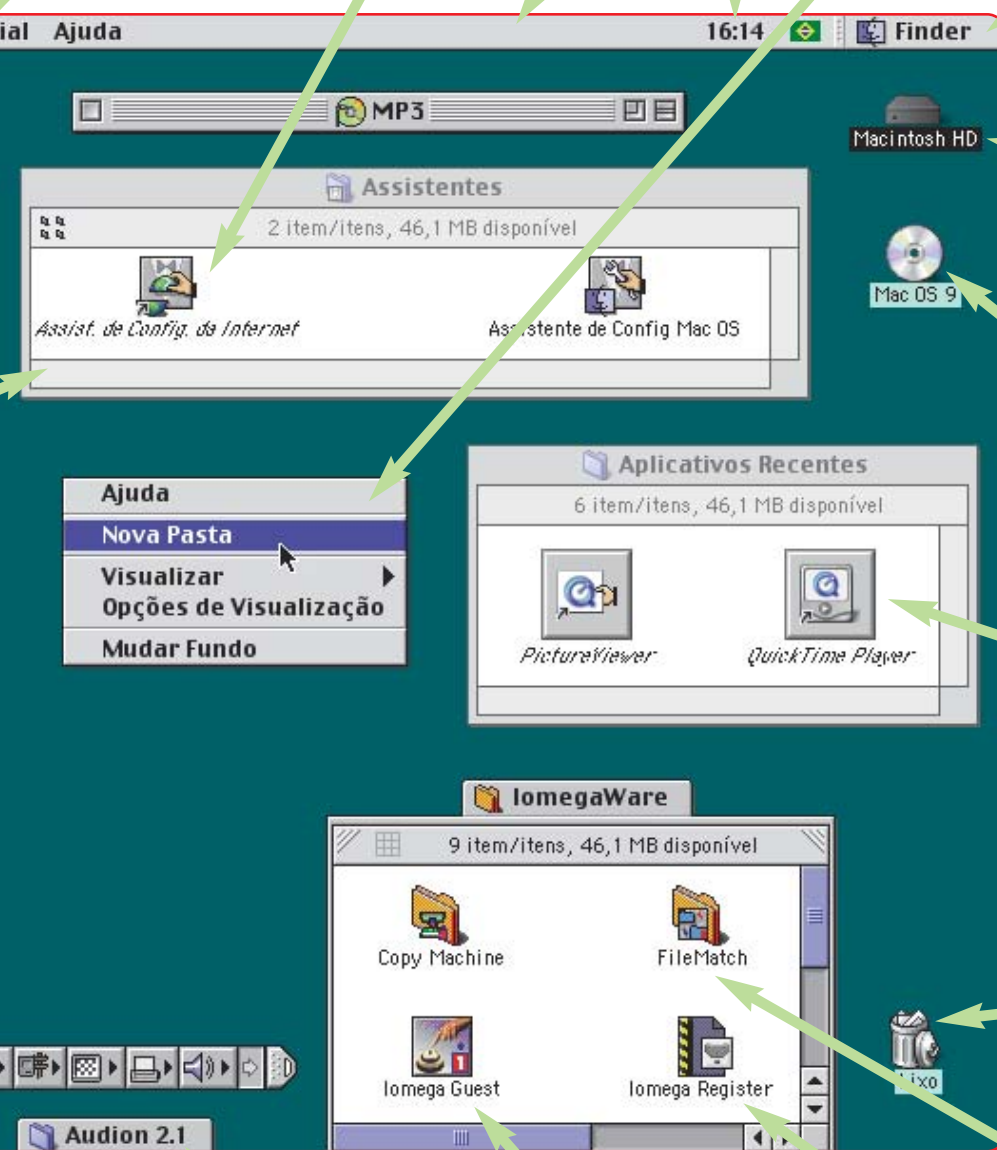 ial Ajuda 16:14 Finder
MP3
Macintosh HD
Assistentes
2 item/itens, 46,1 MB disponível
Mac OS 9
Assist. de Config. da Internet
Assistente de Config Mac OS
Aplicativos Recentes
6 item/itens, 46,1 MB disponível
Ajuda
Nova Pasta
Visualizar
Opções de Visualização
Mudar Fundo
PictureViewer
QuickTime Player
IomegaWare
9 item/itens, 46,1 MB disponível
Copy Machine
FileMatch
Iomega Guest
Iomega Register
Lixo
Audion 2.1